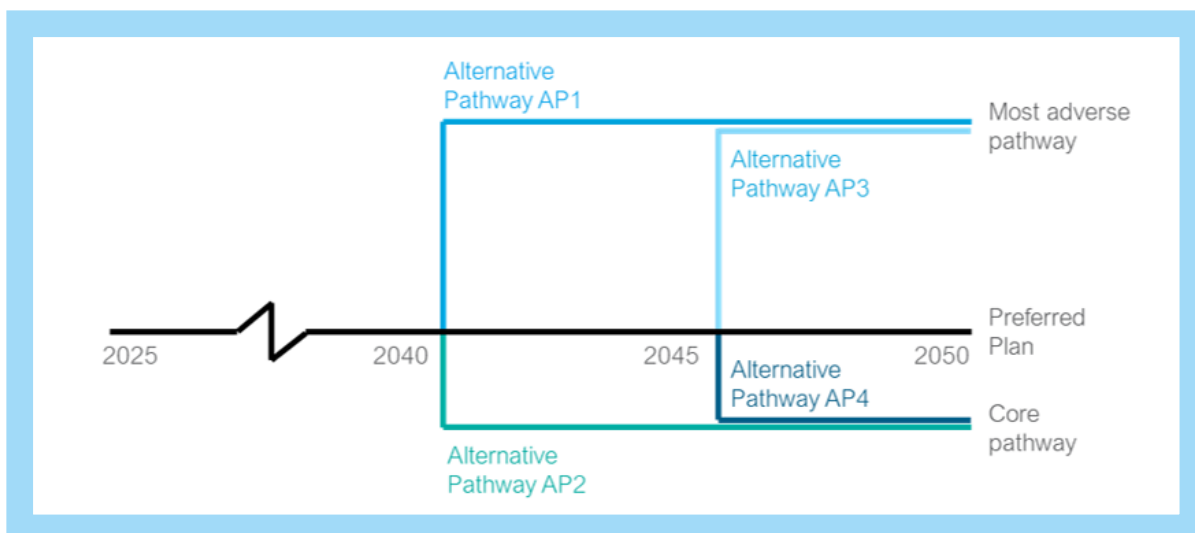 Alternative
Pathway AP1
Most adverse
pathway
Alternative
Pathway AP3
Preferred
Plan
2025
2040
2045
2050
Alternative
Pathway AP4
Core
pathway
Alternative
Pathway AP2